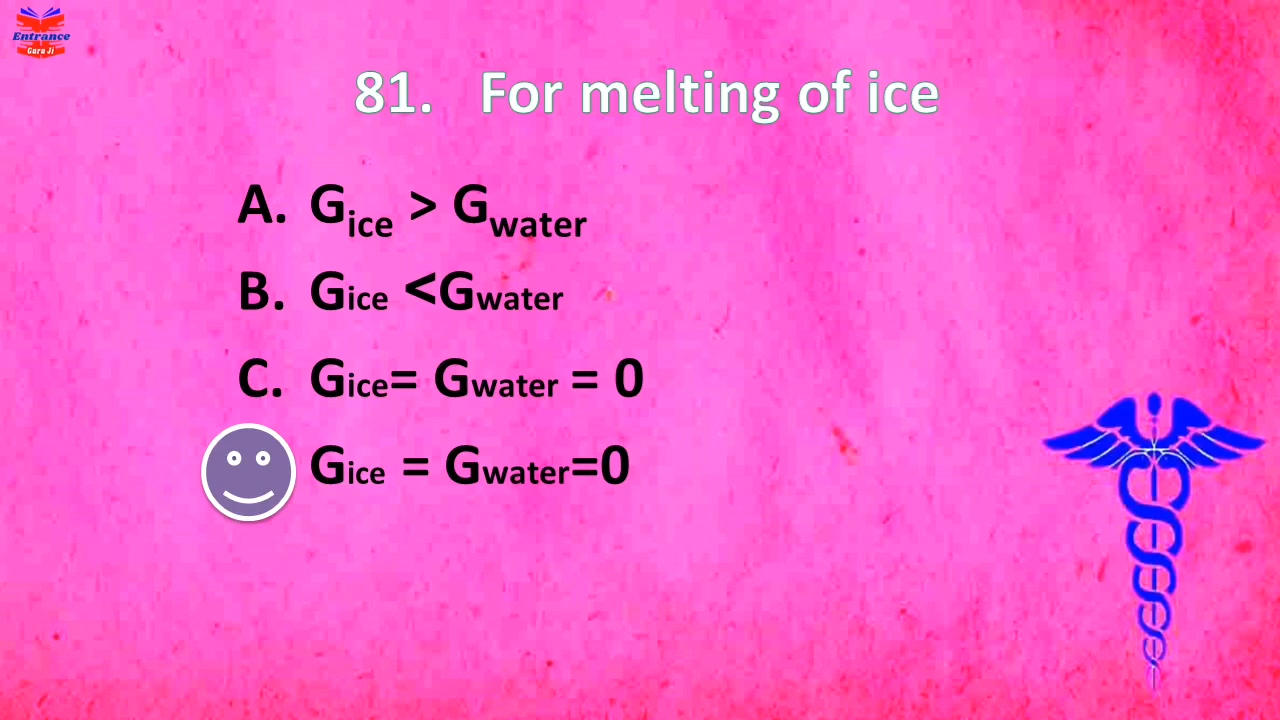 Entrance
Guru Ji
81. For melting of ice
A. Gice > Gwater
B. Gice <Gwater
C. Gice= Gwater = 0
Gice = Gwater=0